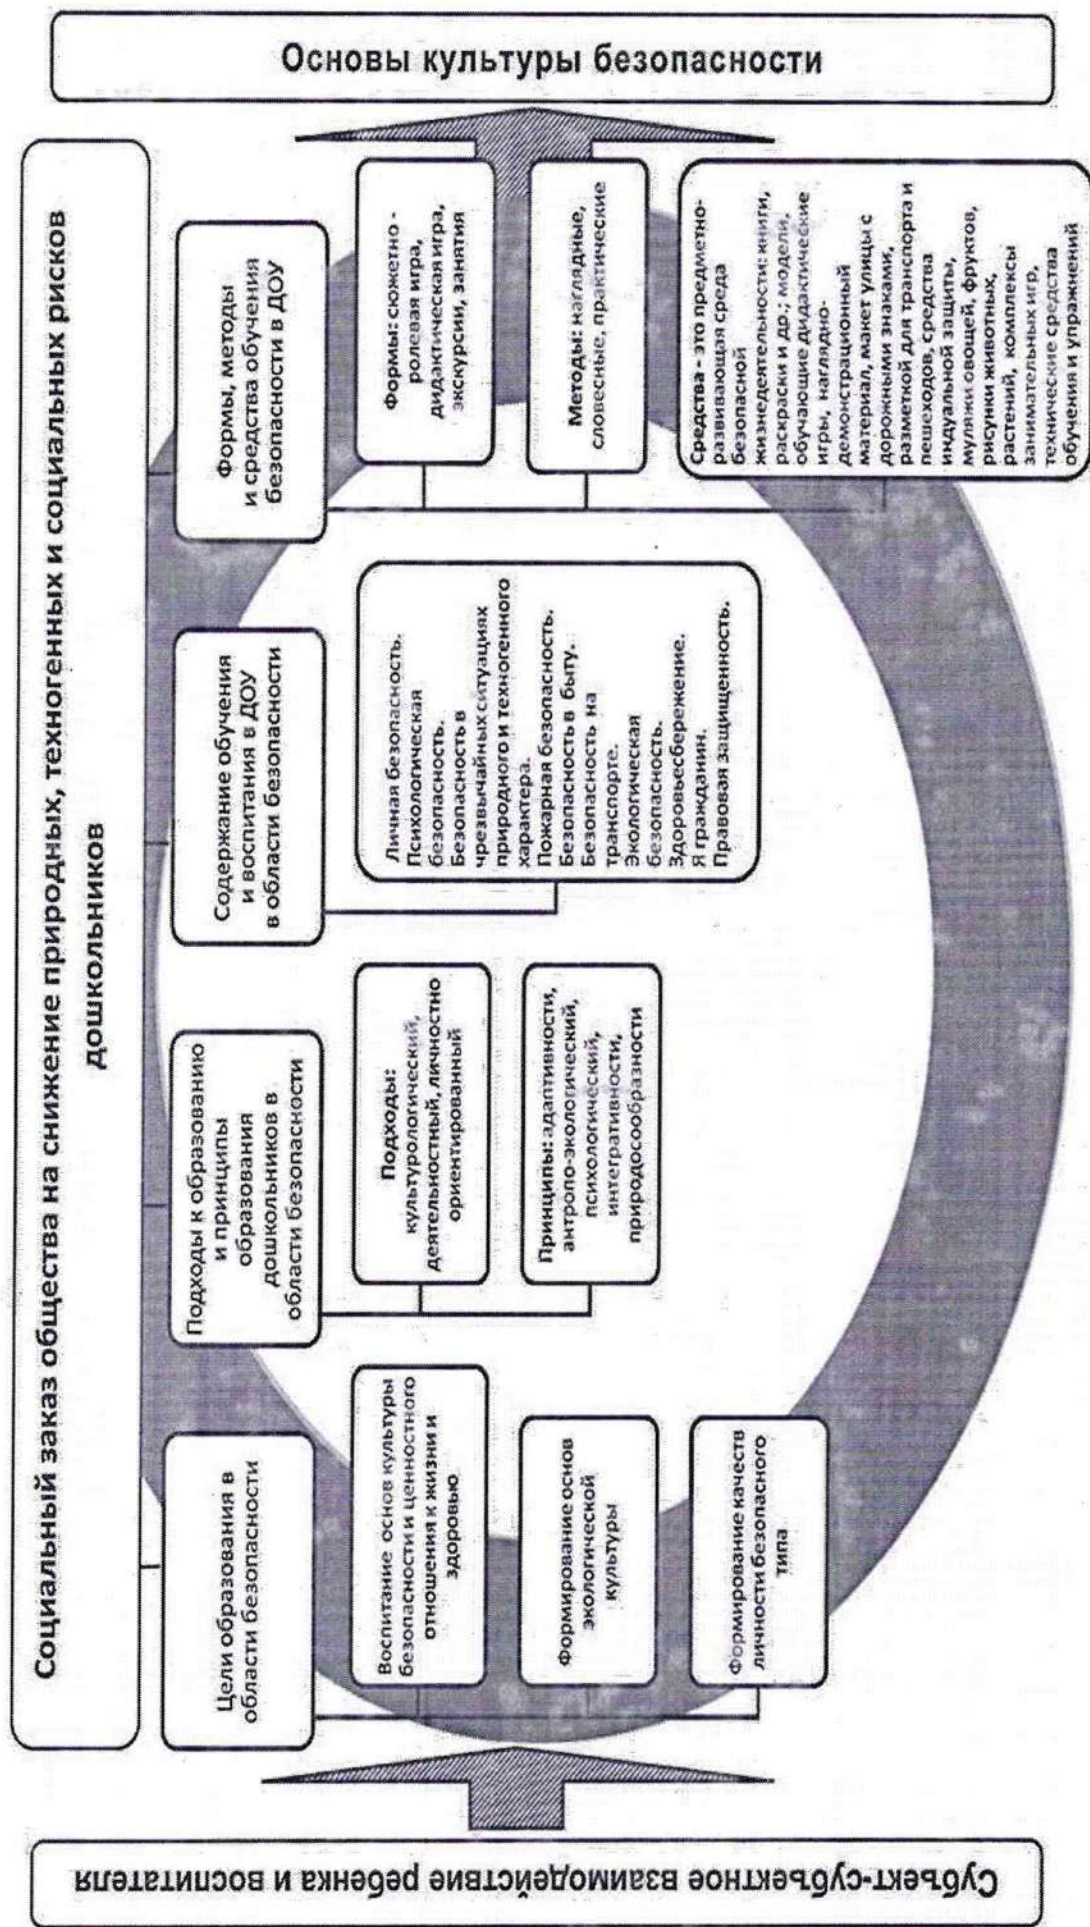 Социальный заказ общества на снижение природных, техногенных и социальных рисков
дошкольников
Субъект-субъектное взаимодействие ребенка и воспитателя
Цели образования в
области безопасности
Воспитание основ культуры
безопасности и ценностного
отношения к жизни и
здоровью
Формирование основ
экологической
культуры
Формирование качеств
личности безопасного
типа
Подходы к образованию
и принципы
образования
дошкольников в
области безопасности
Подходы:
культурологический,
деятельностный, личностно
ориентированный
Принципы: адаптивности,
антропо-экологический,
психологический,
интегративности,
природосообразности
Содержание обучения
и воспитания в ДОУ
в области безопасности
Личная безопасность.
Психологическая
безопасность.
Безопасность в
чрезвычайных ситуациях
природного и техногенного
характера.
Пожарная безопасность.
Безопасность в быту.
Безопасность на
транспорте.
Экологическая
безопасность.
Здоровьесбережение.
Я гражданин.
Правовая защищенность.
Формы, методы
и средства обучения
безопасности в ДОУ
Формы: сюжетно -
ролевая игра,
дидактическая игра,
экскурсии, занятия
Методы: наглядные,
словесные, практические
Средства - это предметно-
развивающая среда
безопасной
жизнедеятельности: книги,
раскраски и др.; модели,
обучающие дидактические
игры, наглядно-
демонстрационный
материал, макет улицы с
дорожными знаками,
разметкой для транспорта и
пешеходов, средства
индуальной защиты,
муляжи овощей, фруктов,
рисунки животных,
растений, комплексы
занимательных игр,
технические средства
обучения и упражнений
Основы культуры безопасности